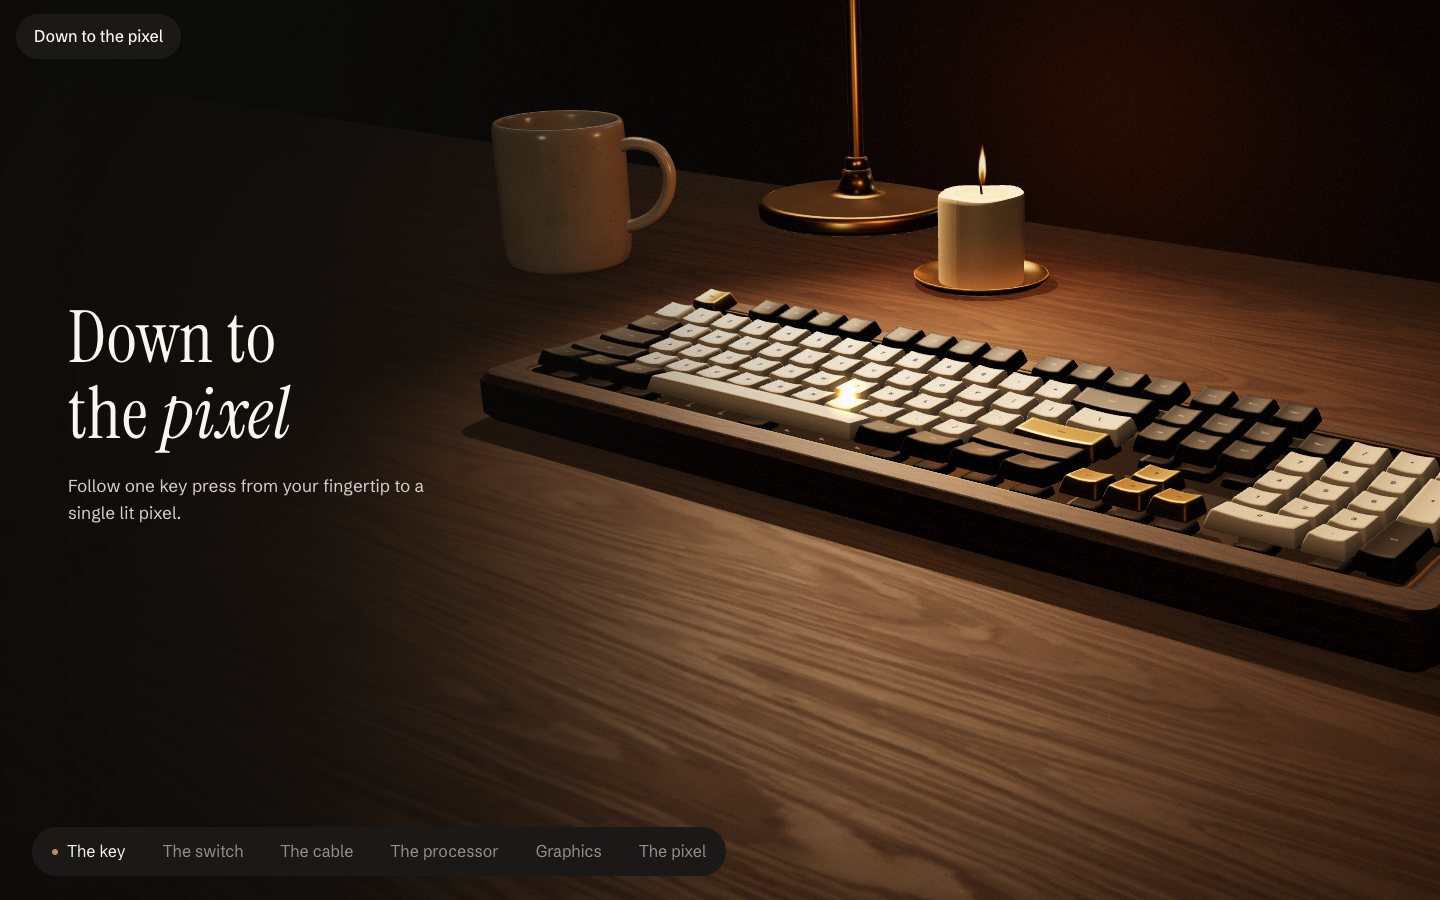 Down to the pixel
Down to
the pixel
Follow one key press from your fingertip to a
single lit pixel.
The key
The switch
The cable
The processor
Graphics
The pixel